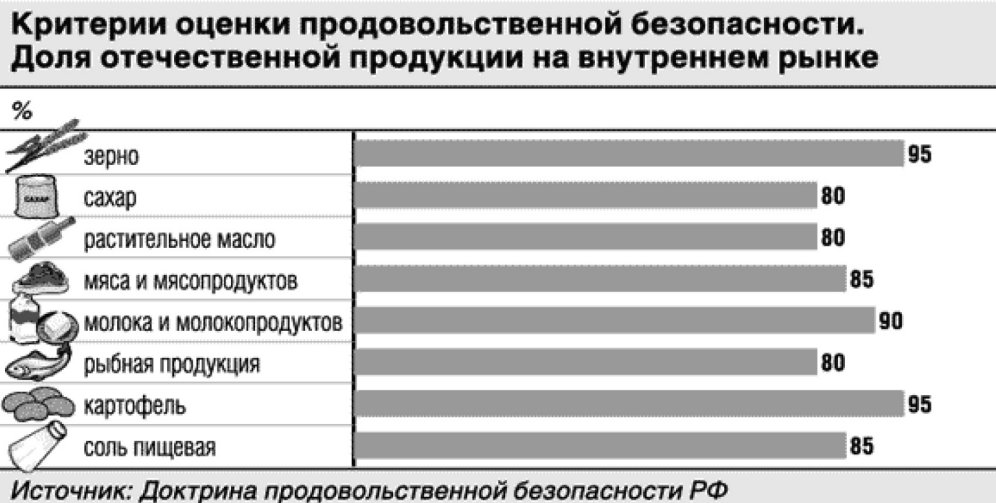 Критерии оценки продовольственной безопасности.
Доля отечественной продукции на внутреннем рынке
%
зерно 95
САХАР сахар 80
растительное масло 80
мяса и мясопродуктов 85
молока и молокопродуктов 90
рыбная продукция 80
картофель 95
соль пищевая 85
Источник: Доктрина продовольственной безопасности РФ